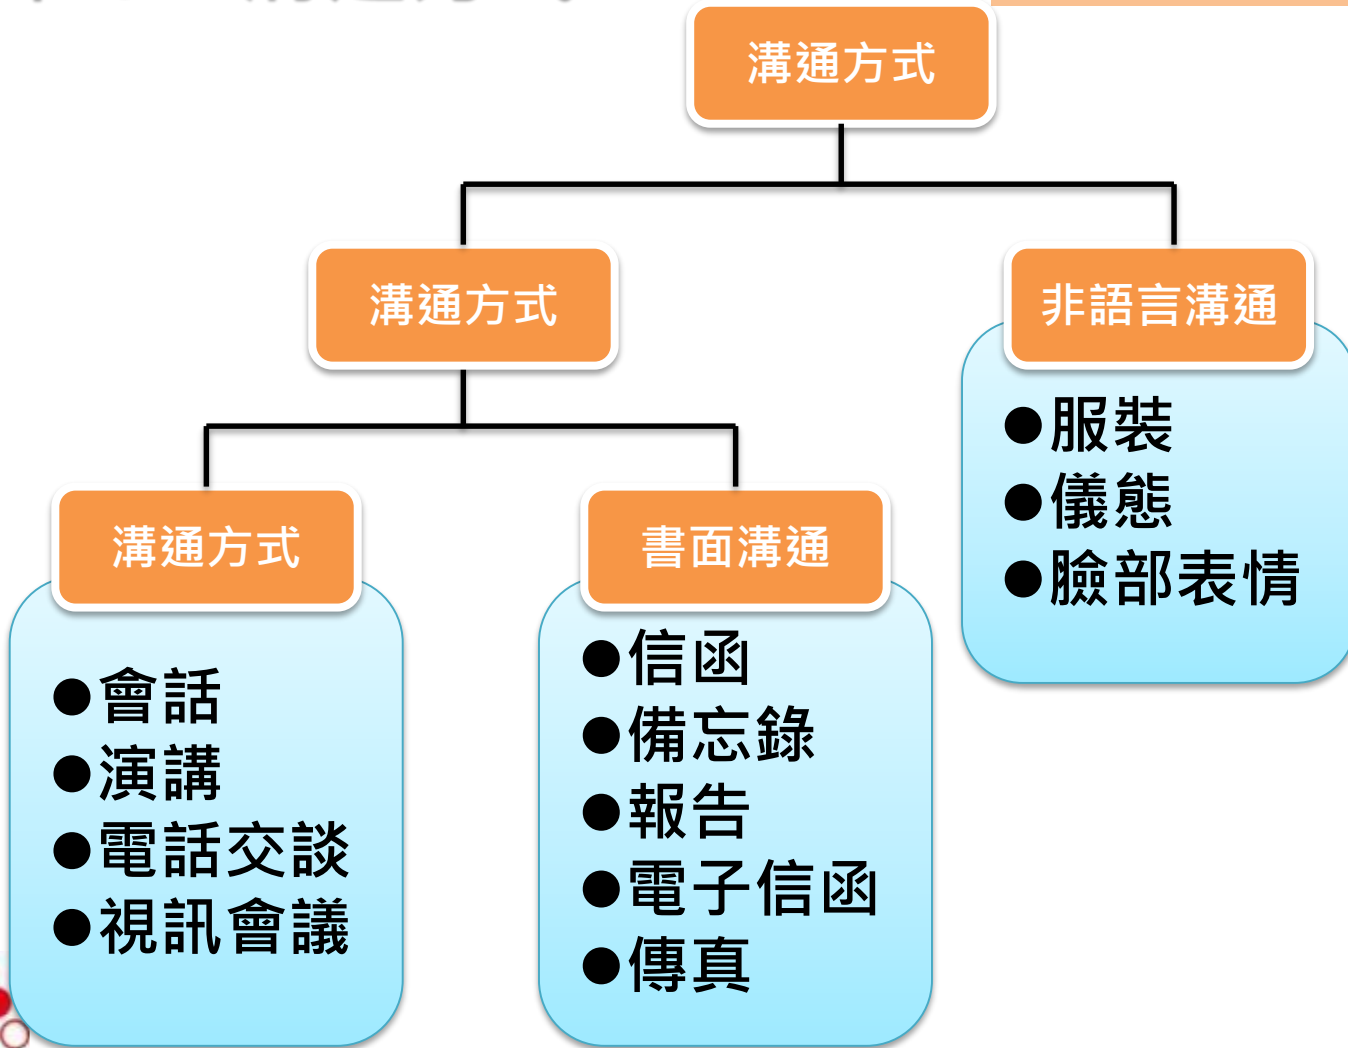 溝通方式
溝通方式
非語言溝通
●服裝
●儀態
●臉部表情
溝通方式
●會話
●演講
●電話交談
●視訊會議
書面溝通
●信函
●備忘錄
●報告
●電子信函
●傳真